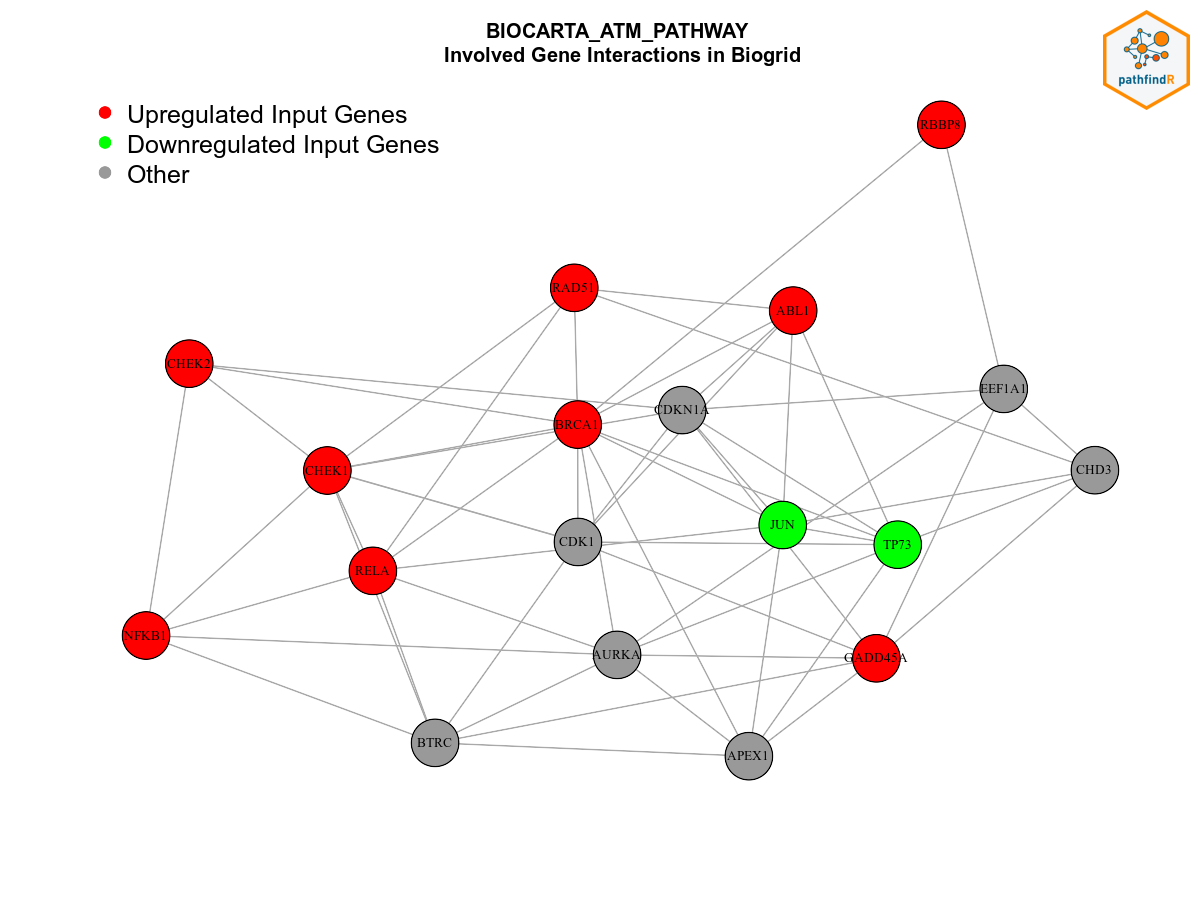 BIOCARTA_ATM_PATHWAY
Involved Gene Interactions in Biogrid
pathfindR
Upregulated Input Genes
Downregulated Input Genes
Other
RBBP8
RAD51
ABL1
CHEK2
EEF1A1
CDKN1A
BRCA1
CHEK1
CHD3
JUN
CDK1
TP73
RELA
NFKB1
AURKA
GADD45A
BTRC
APEX1